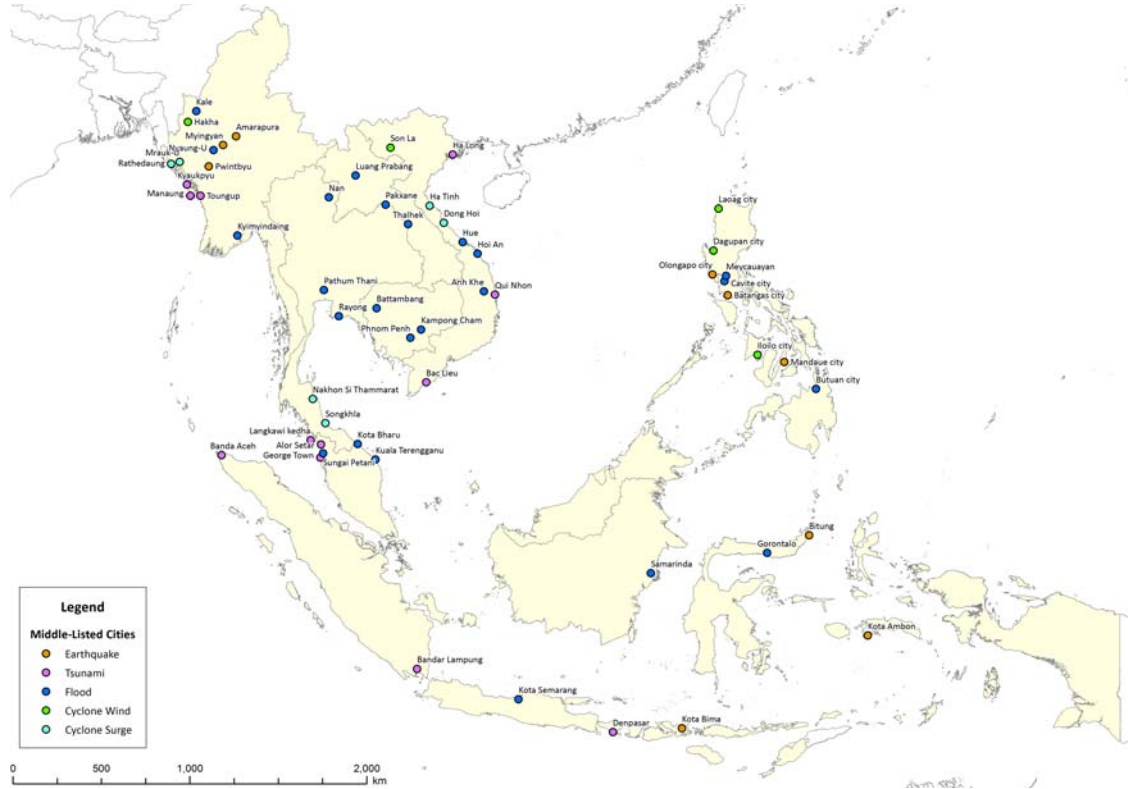 Kale
Hakha
Amarapura
Myingyan
Nyaung-U
Mrauk-U
Rathedaung
Pwintbyu
Kyaukpyu
Manaung
Toungup
Kyimyindaing
Son La
Ha Long
Luang Prabang
Nan
Pakxane
Ha Tinh
Thalhek
Dong Hoi
Hue
Hoi An
Laoag city
Dagupan city
Olongapo city
Meycauayan
Cavite city
Batangas city
Pathum Thani
Battambang
Anh Khe
Qui Nhon
Rayong
Kampong Cham
Phnom Penh
Iloilo city
Mandaue city
Butuan city
Bac Lieu
Nakhon Si Thammarat
Songkhla
Langkawi kedha
Kota Bharu
Alor Setar
Banda Aceh
George Town
Kuala Terengganu
Sungai Petani
Bitung
Gorontalo
Samarinda
Kota Ambon
Bandar Lampung
Kota Semarang
Denpasar
Kota Bima
Legend
Middle-Listed Cities
Earthquake
Tsunami
Flood
Cyclone Wind
Cyclone Surge
0 500 1,000 2,000
km